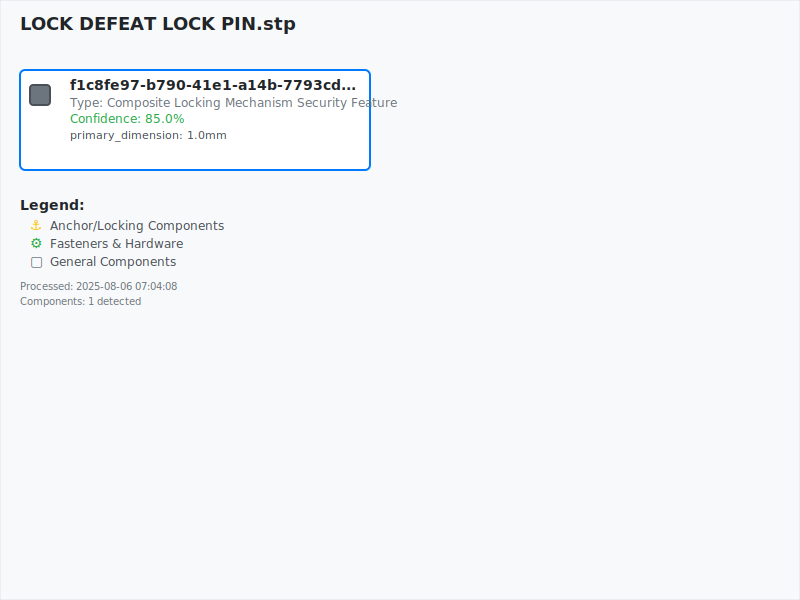 LOCK DEFEAT LOCK PIN.stp
f1c8fe97-b790-41e1-a14b-7793cd...
Type: Composite Locking Mechanism Security Feature
Confidence: 85.0%
primary_dimension: 1.0mm
Legend:
⚓ Anchor/Locking Components
⚙ Fasteners & Hardware
▢ General Components
Processed: 2025-08-06 07:04:08
Components: 1 detected